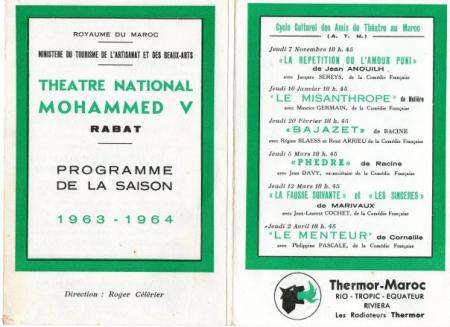 ROYAUME DU MAROC
MINISTERE DU TOURISME DE L'ARTISANAT ET DES BEAUX-ARTS
THEATRE NATIONAL
MOHAMMED V
RABAT
PROGRAMME
DE LA SAISON
1963 - 1964
Direction : Roger Célérier
Cycle Culturel des Amis du Théatre au Maroc
( A. T. M. )
Jeudi 7 Novembre 18 h. 45
«LA REPETITION OU L'AMOUR PUNI»
de Jean ANOUILH
avec Jacques SEREYS, de la Comédie Française
Jeudi 16 Janvier 18 h. 45
"LE MISANTHROPE" de Molière
avec Maurice GERMAIN, de la Comédie Française
Jeudi 20 Février 18 h. 45
«BAJAZET» de RACINE
avec Régine BLAESS et René ARRIEU de la Comédie Française
Jeudi 5 Mars 18 h. 45
«PHEDRE» de Racine
avec Jean DAVY, ex-sociétaire de la Comédie Française
Jeudi 12 Mars 18 h. 45
«LA FAUSSE SUIVANTE» et «LES SINCERES»
de MARIVAUX
avec Jean-Laurent COCHET, de la Comédie Française
Jeudi 2 Avril 18 h. 45
"LE MENTEUR" de Corneille
avec Philippine PASCALE, de la Comédie Française
Thermor-Maroc
RIO - TROPIC - EQUATEUR
RIVIERA
Les Radiateurs Thermor